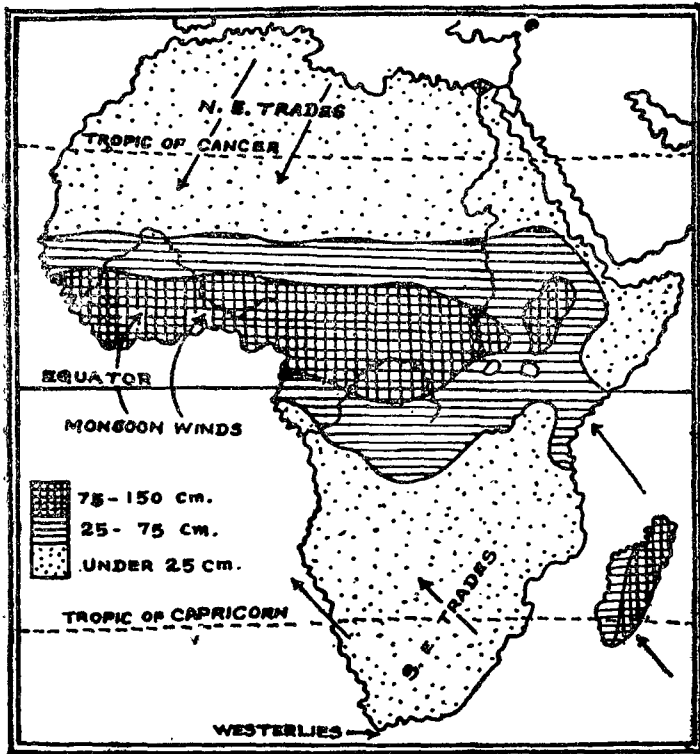 N. E. TRADES
TROPIC OF CANCER
EQUATOR
MONSOON WINDS
75-150 Cm.
25- 75 Cm.
UNDER 25 cm.
TROPIC OF CAPRICORN
S. E TRADES
WESTERLIES